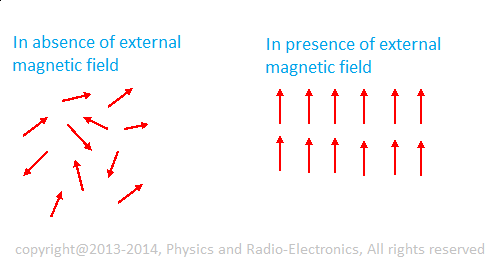 In absence of external
magnetic field
In presence of external
magnetic field
copyright@2013-2014, Physics and Radio-Electronics, All rights reserved